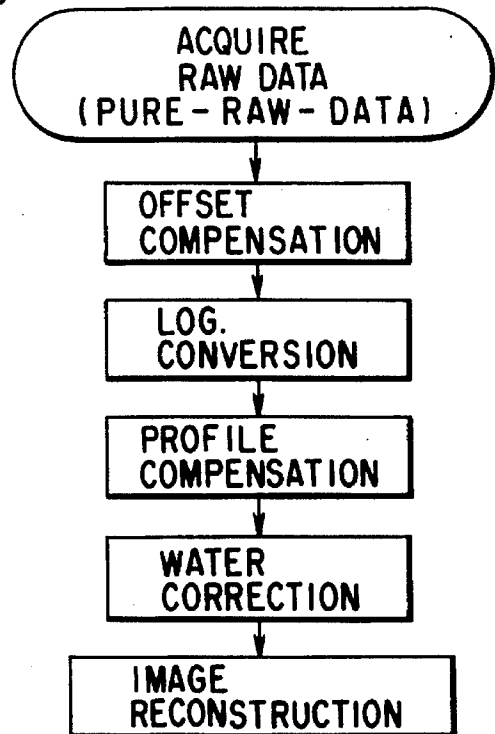 ACQUIRE
RAW DATA
(PURE-RAW-DATA)
OFFSET
COMPENSATION
LOG.
CONVERSION
PROFILE
COMPENSATION
WATER
CORRECTION
IMAGE
RECONSTRUCTION